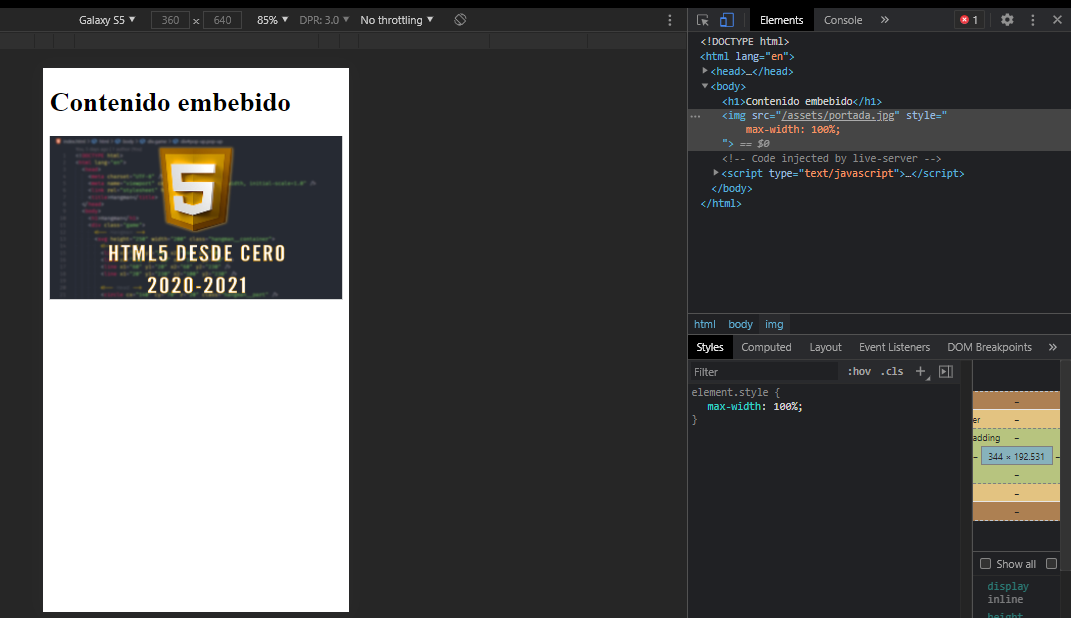 Galaxy S5 ▼ 360 × 640 85% ▼ DPR: 3.0 ▼ No throttling ▼
Elements Console » 1
<!DOCTYPE html>
<html lang="en">
<head>…</head>
<body>
<h1>Contenido embebido</h1>
<img src="/assets/portada.jpg" style="
max-width: 100%;
"> == $0
<!-- Code injected by live-server -->
<script type="text/javascript">…</script>
</body>
</html>
Contenido embebido
5
HTML5 DESDE CERO
2020-2021
html body img
Styles Computed Layout Event Listeners DOM Breakpoints »
Filter :hov .cls +
element.style {
max-width: 100%;
}
–
er –
adding –
– 344 × 192.531 –
–
–
–
Show all
display
inline
height